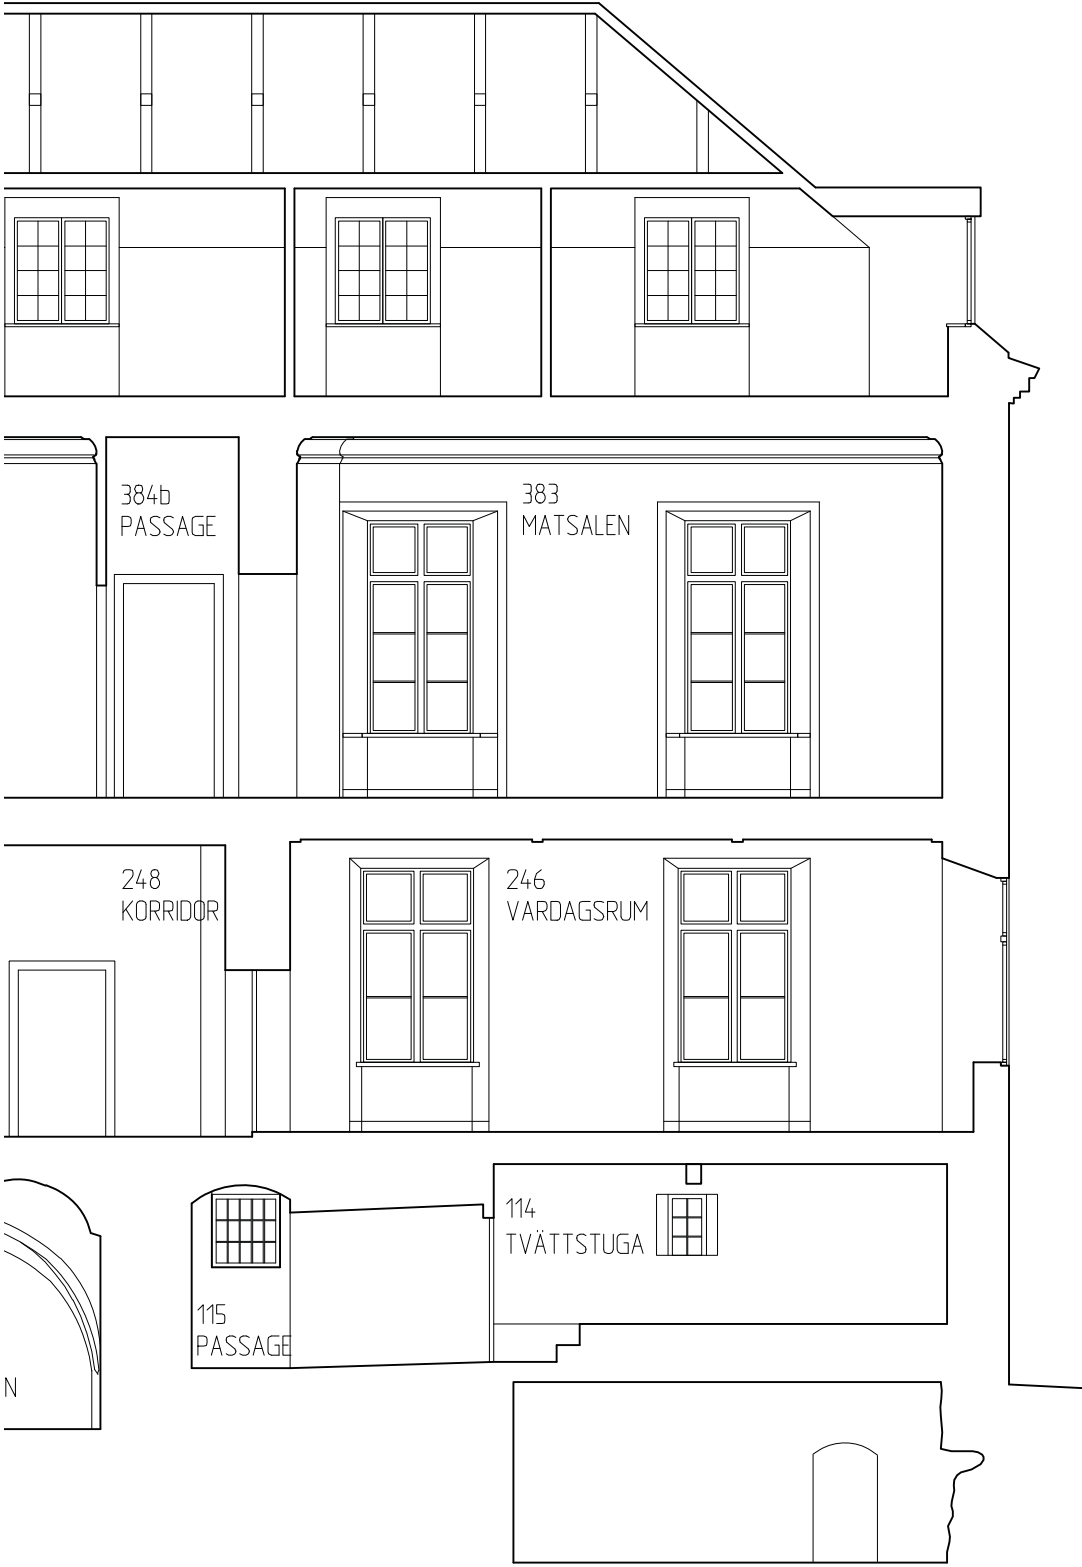 384b
PASSAGE
383
MATSALEN
248
KORRIDOR
246
VARDAGSRUM
114
TVÄTTSTUGA
115
PASSAGE
N